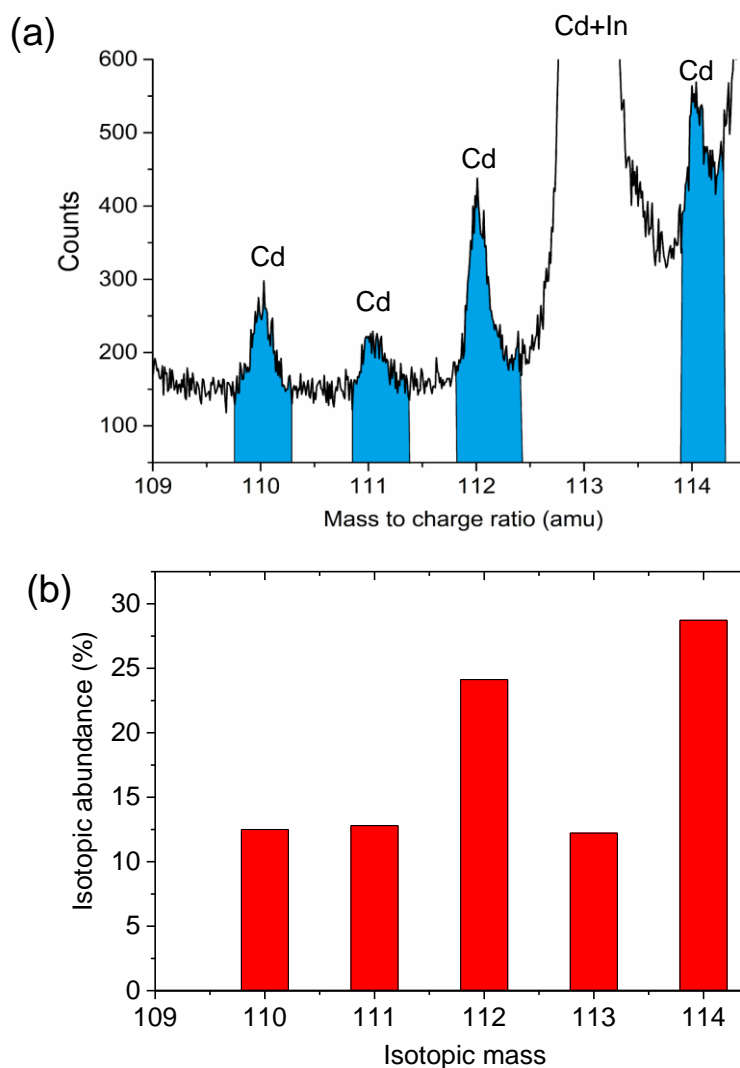 (a)
Cd+In
600
Cd
500
Cd
400
Counts
300
Cd
Cd
200
100
109 110 111 112 113 114
Mass to charge ratio (amu)
(b)
30
25
20
15
10
5
0
Isotopic abundance (%)
109 110 111 112 113 114
Isotopic mass